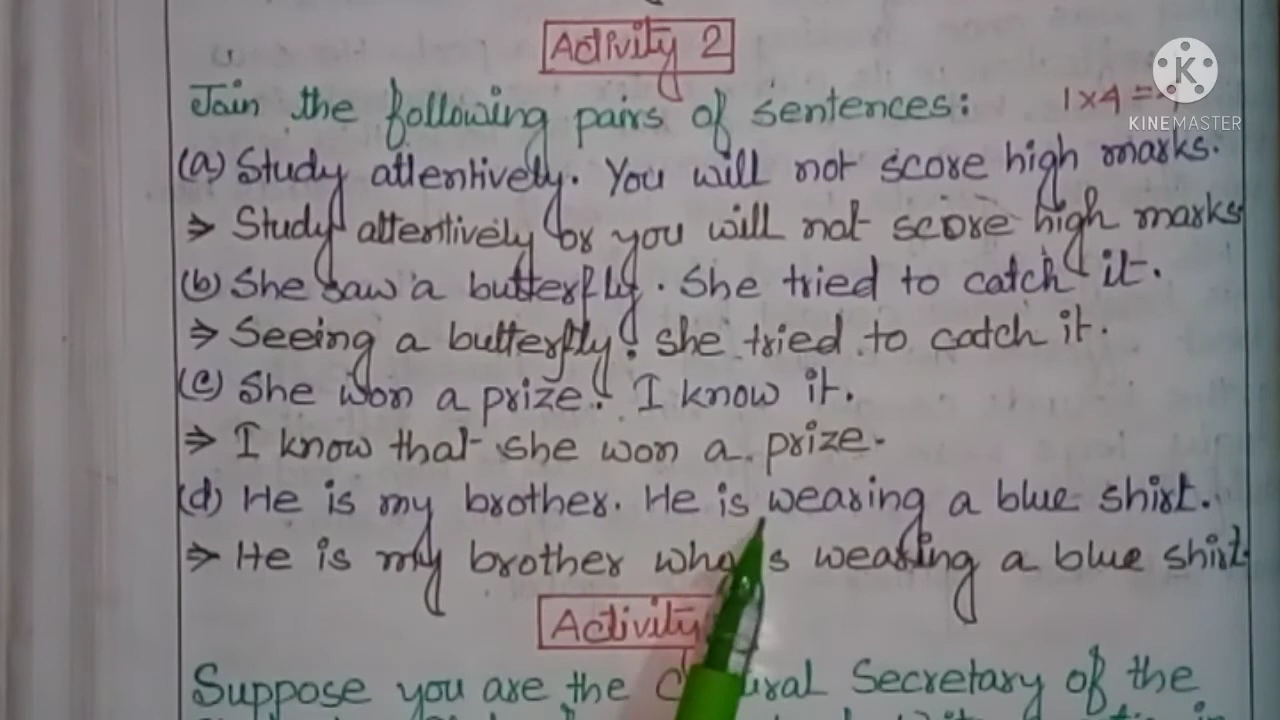 Activity 2
Join the following pairs of sentences: 1x4=4
KINEMASTER
(a) Study attentively. You will not score high marks.
⇒ Study attentively or you will not score high marks
(b) She saw a butterfly. She tried to catch it.
⇒ Seeing a butterfly, she tried to catch it.
(c) She won a prize. I know it.
⇒ I know that she won a prize.
(d) He is my brother. He is wearing a blue shirt.
⇒ He is my brother who is wearing a blue shirt.
Activity
Suppose you are the Secretary of the